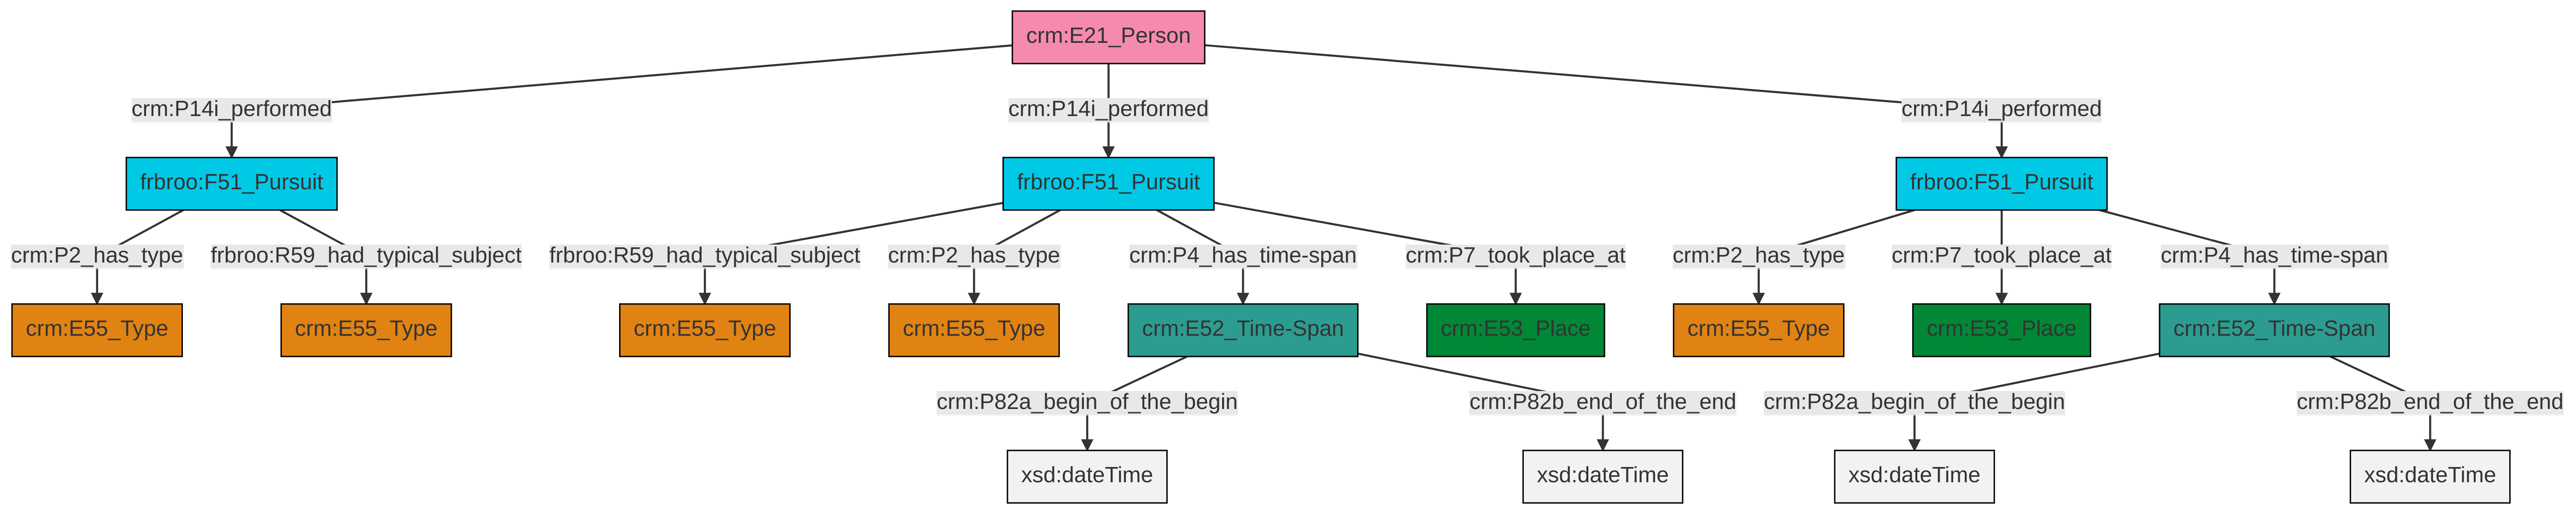 crm:E21_Person
crm:P14i_performed
crm:P14i_performed
crm:P14i_performed
frbroo:F51_Pursuit
frbroo:F51_Pursuit
frbroo:F51_Pursuit
crm:P2_has_type
frbroo:R59_had_typical_subject
frbroo:R59_had_typical_subject
crm:P2_has_type
crm:P4_has_time-span
crm:P7_took_place_at
crm:P2_has_type
crm:P7_took_place_at
crm:P4_has_time-span
crm:E55_Type
crm:E55_Type
crm:E55_Type
crm:E55_Type
crm:E52_Time-Span
crm:E53_Place
crm:E55_Type
crm:E53_Place
crm:E52_Time-Span
crm:P82a_begin_of_the_begin
crm:P82b_end_of_the_end
crm:P82a_begin_of_the_begin
crm:P82b_end_of_the_end
xsd:dateTime
xsd:dateTime
xsd:dateTime
xsd:dateTime